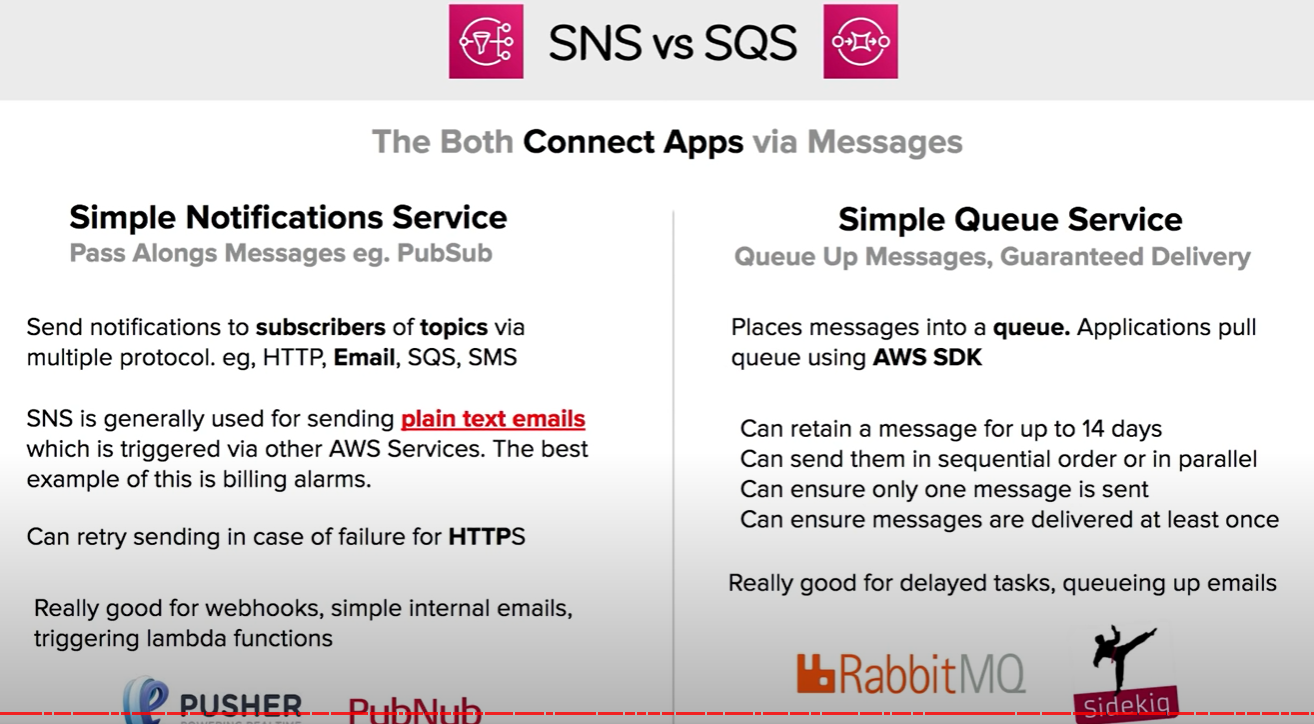 SNS vs SQS
The Both Connect Apps via Messages
Simple Notifications Service
Pass Alongs Messages eg. PubSub
Send notifications to subscribers of topics via
multiple protocol. eg, HTTP, Email, SQS, SMS
SNS is generally used for sending plain text emails
which is triggered via other AWS Services. The best
example of this is billing alarms.
Can retry sending in case of failure for HTTPS
Really good for webhooks, simple internal emails,
triggering lambda functions
PUSHER
POWERING REALTIME
PubNub
Simple Queue Service
Queue Up Messages, Guaranteed Delivery
Places messages into a queue. Applications pull
queue using AWS SDK
Can retain a message for up to 14 days
Can send them in sequential order or in parallel
Can ensure only one message is sent
Can ensure messages are delivered at least once
Really good for delayed tasks, queueing up emails
RabbitMQ
Sidekiq